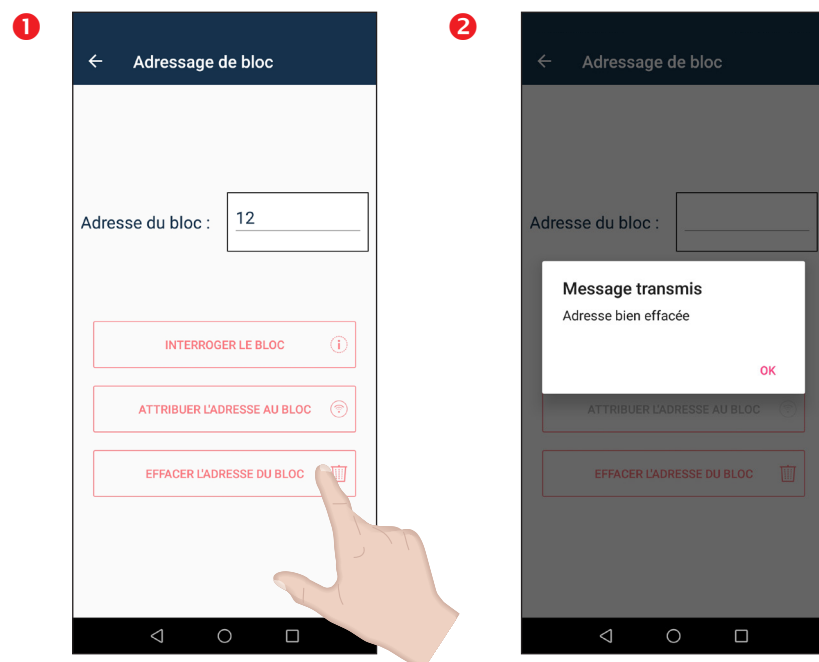 1
Adressage de bloc
Adresse du bloc :
12
INTERROGER LE BLOC
ATTRIBUER L'ADRESSE AU BLOC
EFFACER L'ADRESSE DU BLOC
2
Adressage de bloc
Adresse du bloc :
Message transmis
Adresse bien effacée
OK
ATTRIBUER L'ADRESSE AU BLOC
EFFACER L'ADRESSE DU BLOC